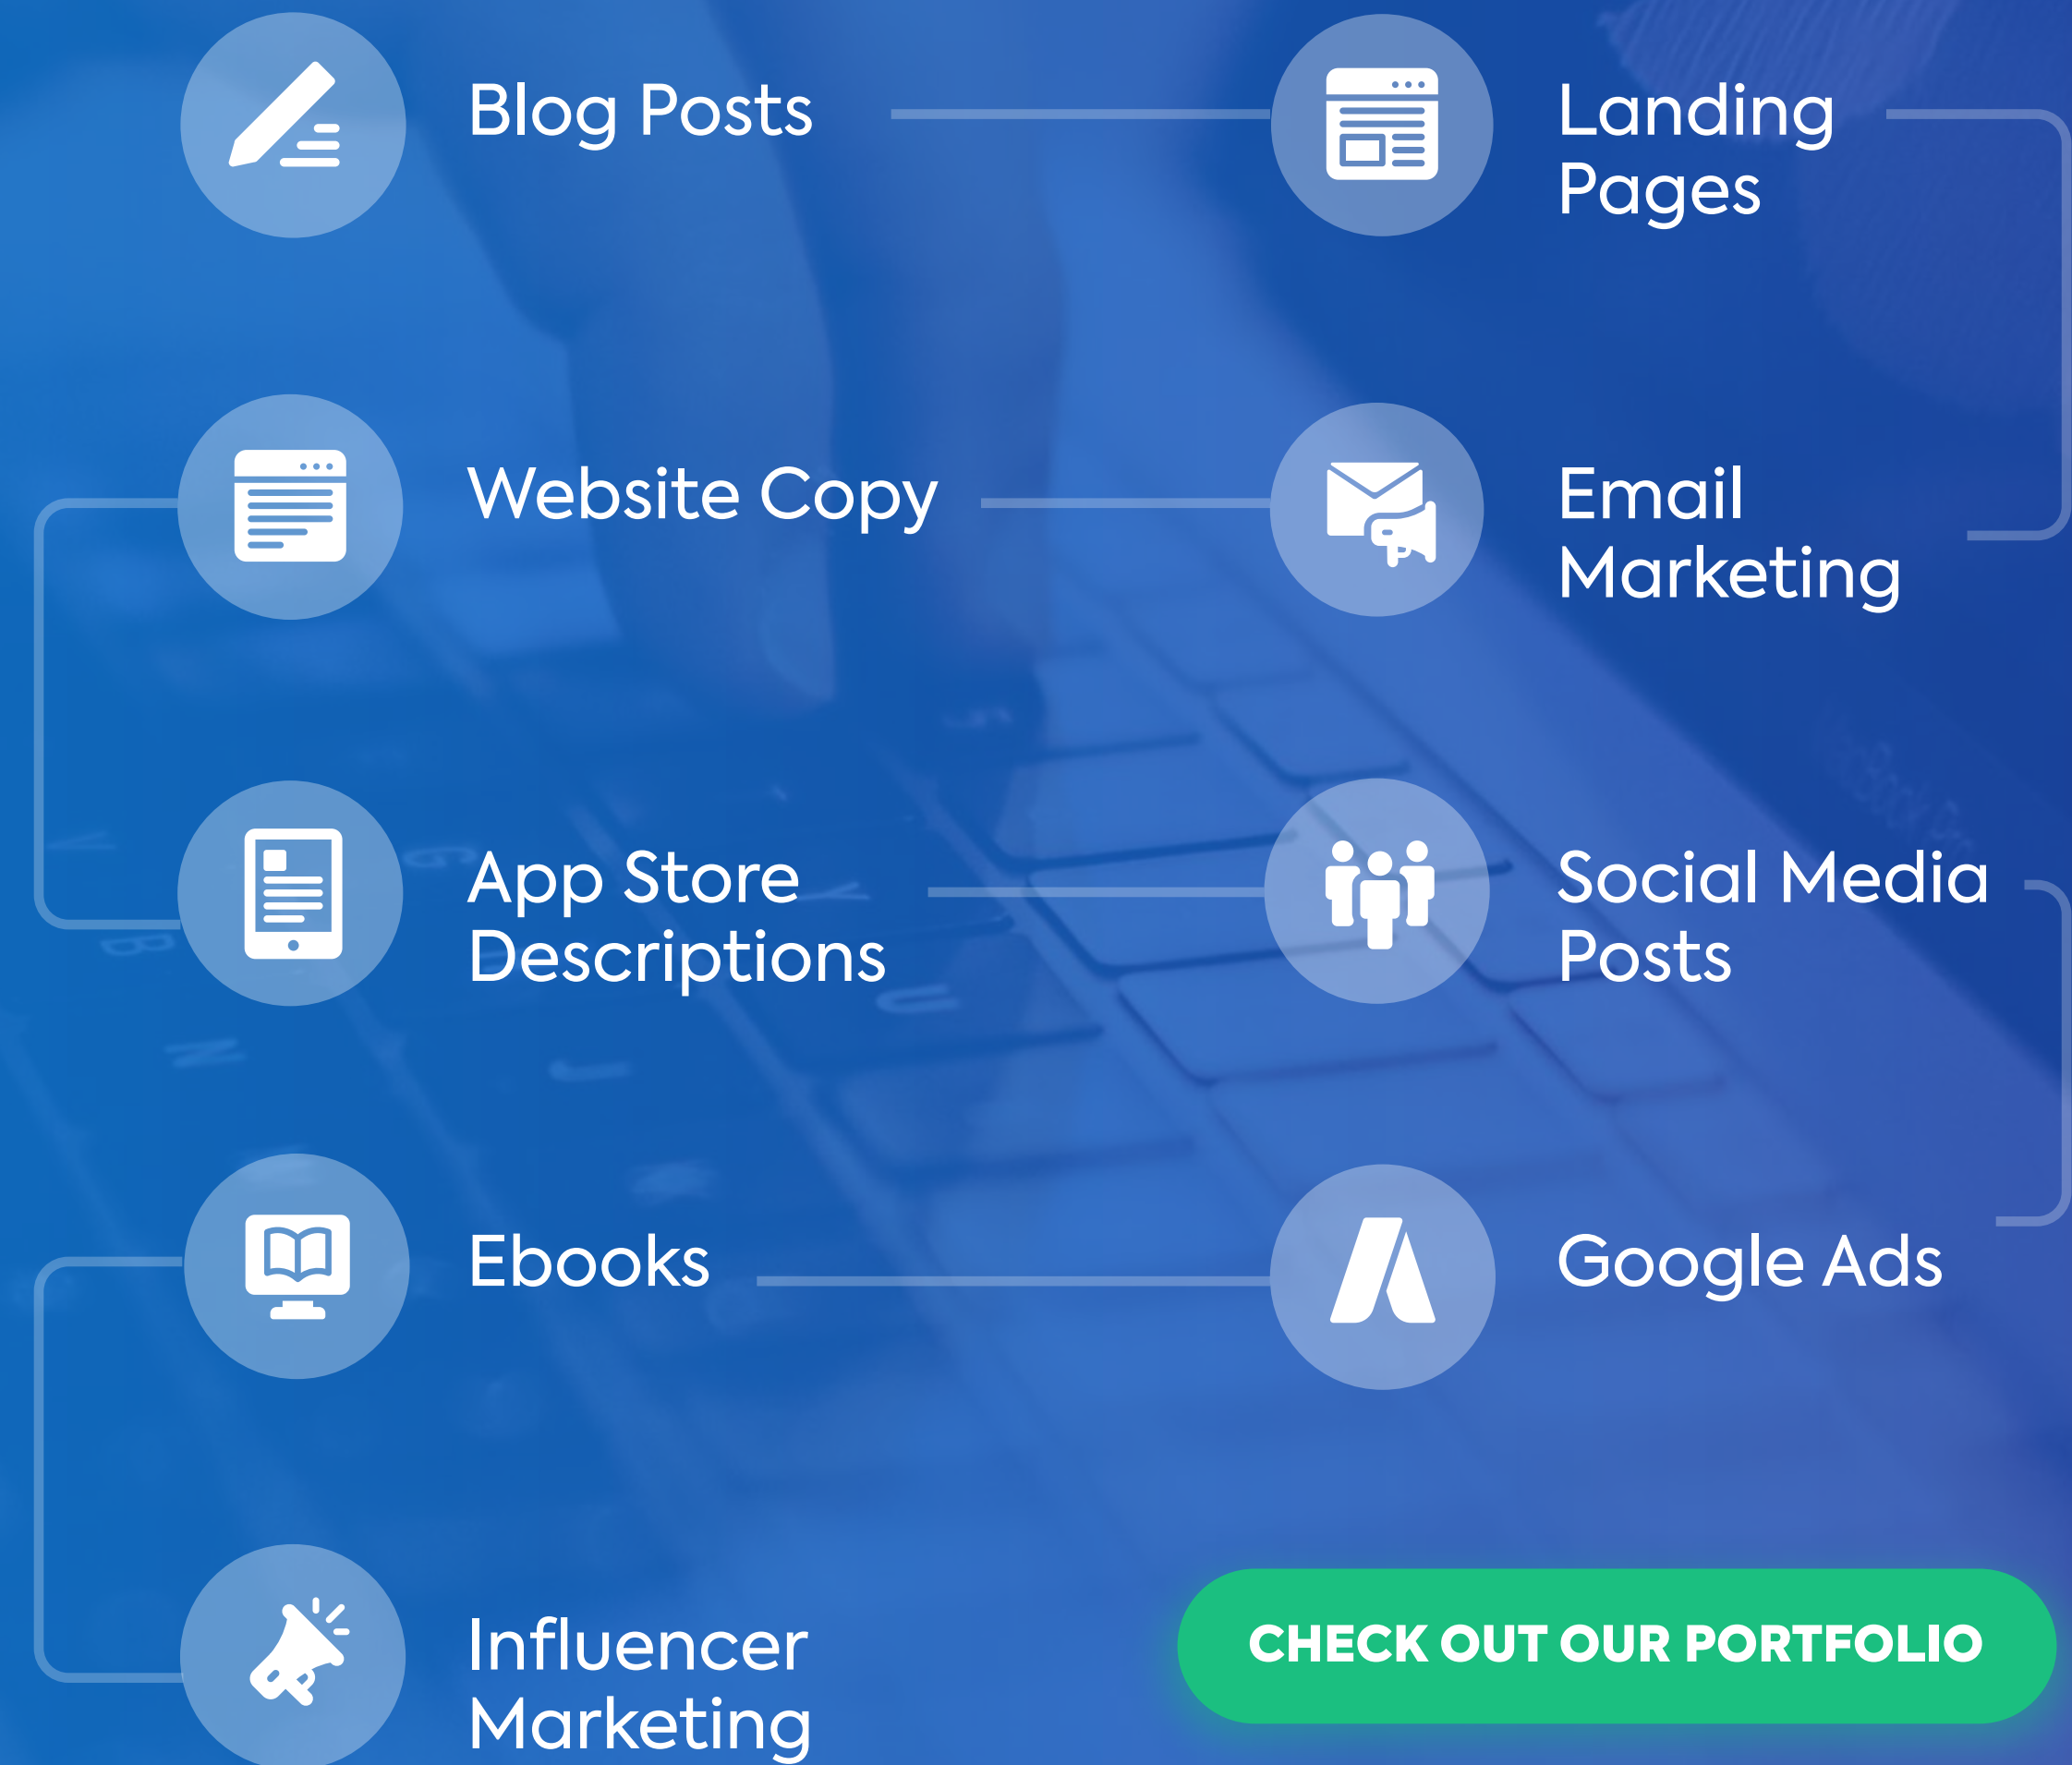 Blog Posts
Landing
Pages
Website Copy
Email
Marketing
App Store
Descriptions
Social Media
Posts
Ebooks
Google Ads
Influencer
Marketing
CHECK OUT OUR PORTFOLIO